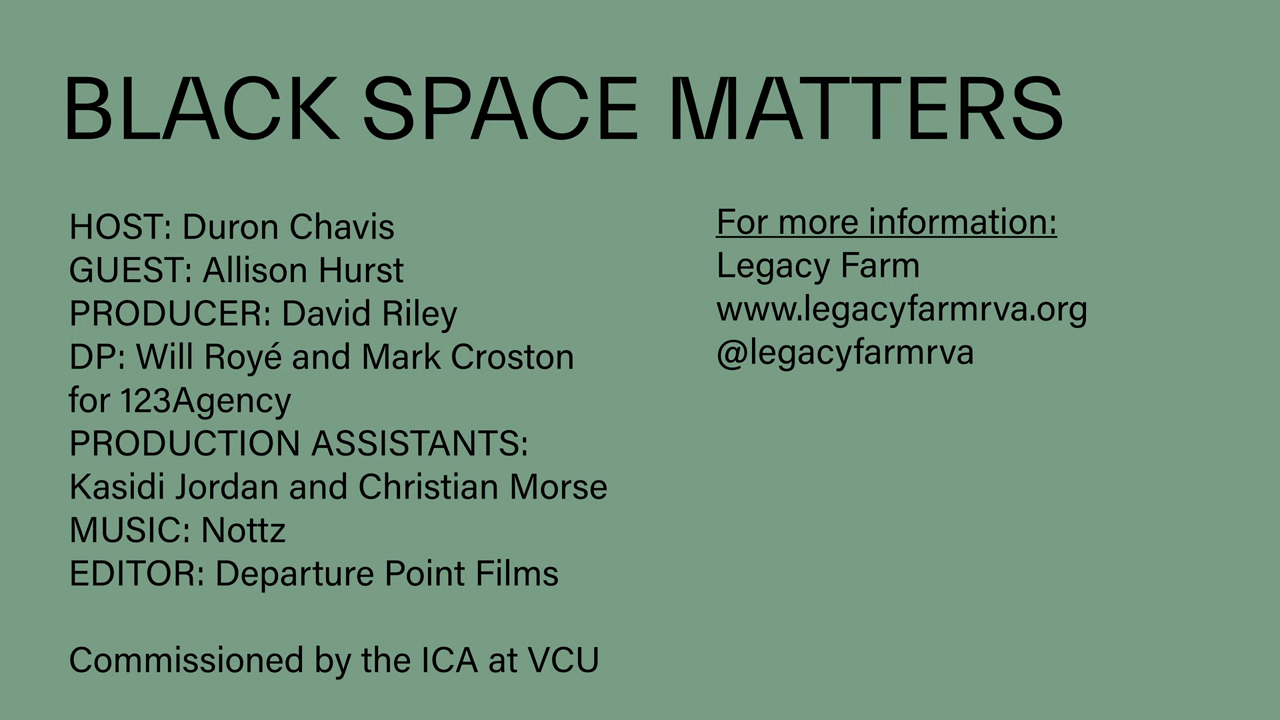 BLACK SPACE MATTERS
HOST: Duron Chavis
GUEST: Allison Hurst
PRODUCER: David Riley
DP: Will Royé and Mark Croston
for 123Agency
PRODUCTION ASSISTANTS:
Kasidi Jordan and Christian Morse
MUSIC: Nottz
EDITOR: Departure Point Films
Commissioned by the ICA at VCU
For more information:
Legacy Farm
www.legacyfarmrva.org
@legacyfarmrva